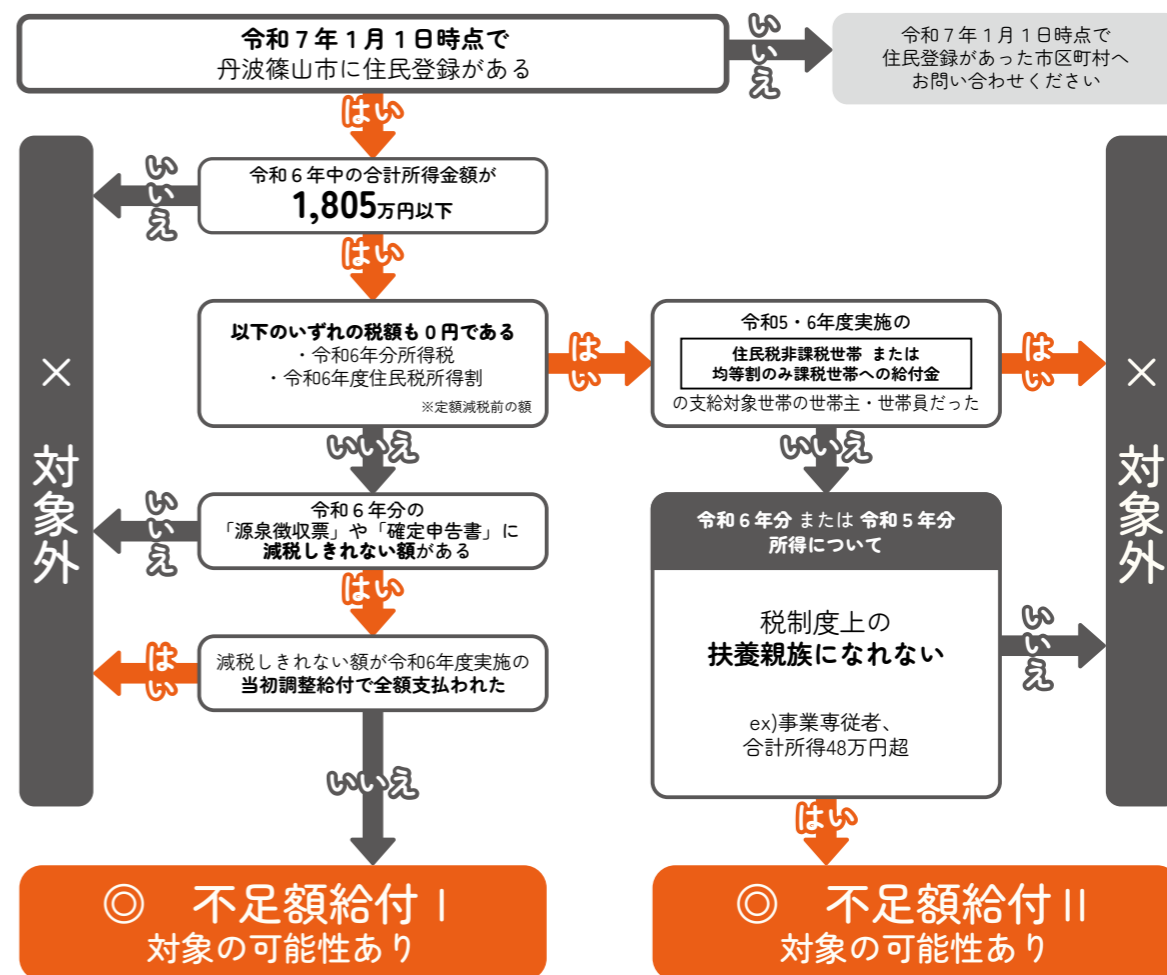 令和７年１月１日時点で
丹波篠山市に住民登録がある
いいえ
令和７年１月１日時点で
住民登録があった市区町村へ
お問い合わせください
はい
× 対象外
いいえ
令和６年中の合計所得金額が
1,805万円以下
はい
以下のいずれの税額も０円である
・令和6年分所得税
・令和6年度住民税所得割
※定額減税前の額
はい
令和5・6年度実施の
住民税非課税世帯 または
均等割のみ課税世帯への給付金
の支給対象世帯の世帯主・世帯員だった
はい
× 対象外
いいえ
いいえ
いいえ
令和６年分の
「源泉徴収票」や「確定申告書」に
減税しきれない額がある
はい
はい
減税しきれない額が令和6年度実施の
当初調整給付で全額支払われた
いいえ
令和６年分 または 令和５年分
所得について
税制度上の
扶養親族になれない
ex)事業専従者、
合計所得48万円超
いいえ
はい
◎ 不足額給付Ⅰ
対象の可能性あり
◎ 不足額給付Ⅱ
対象の可能性あり